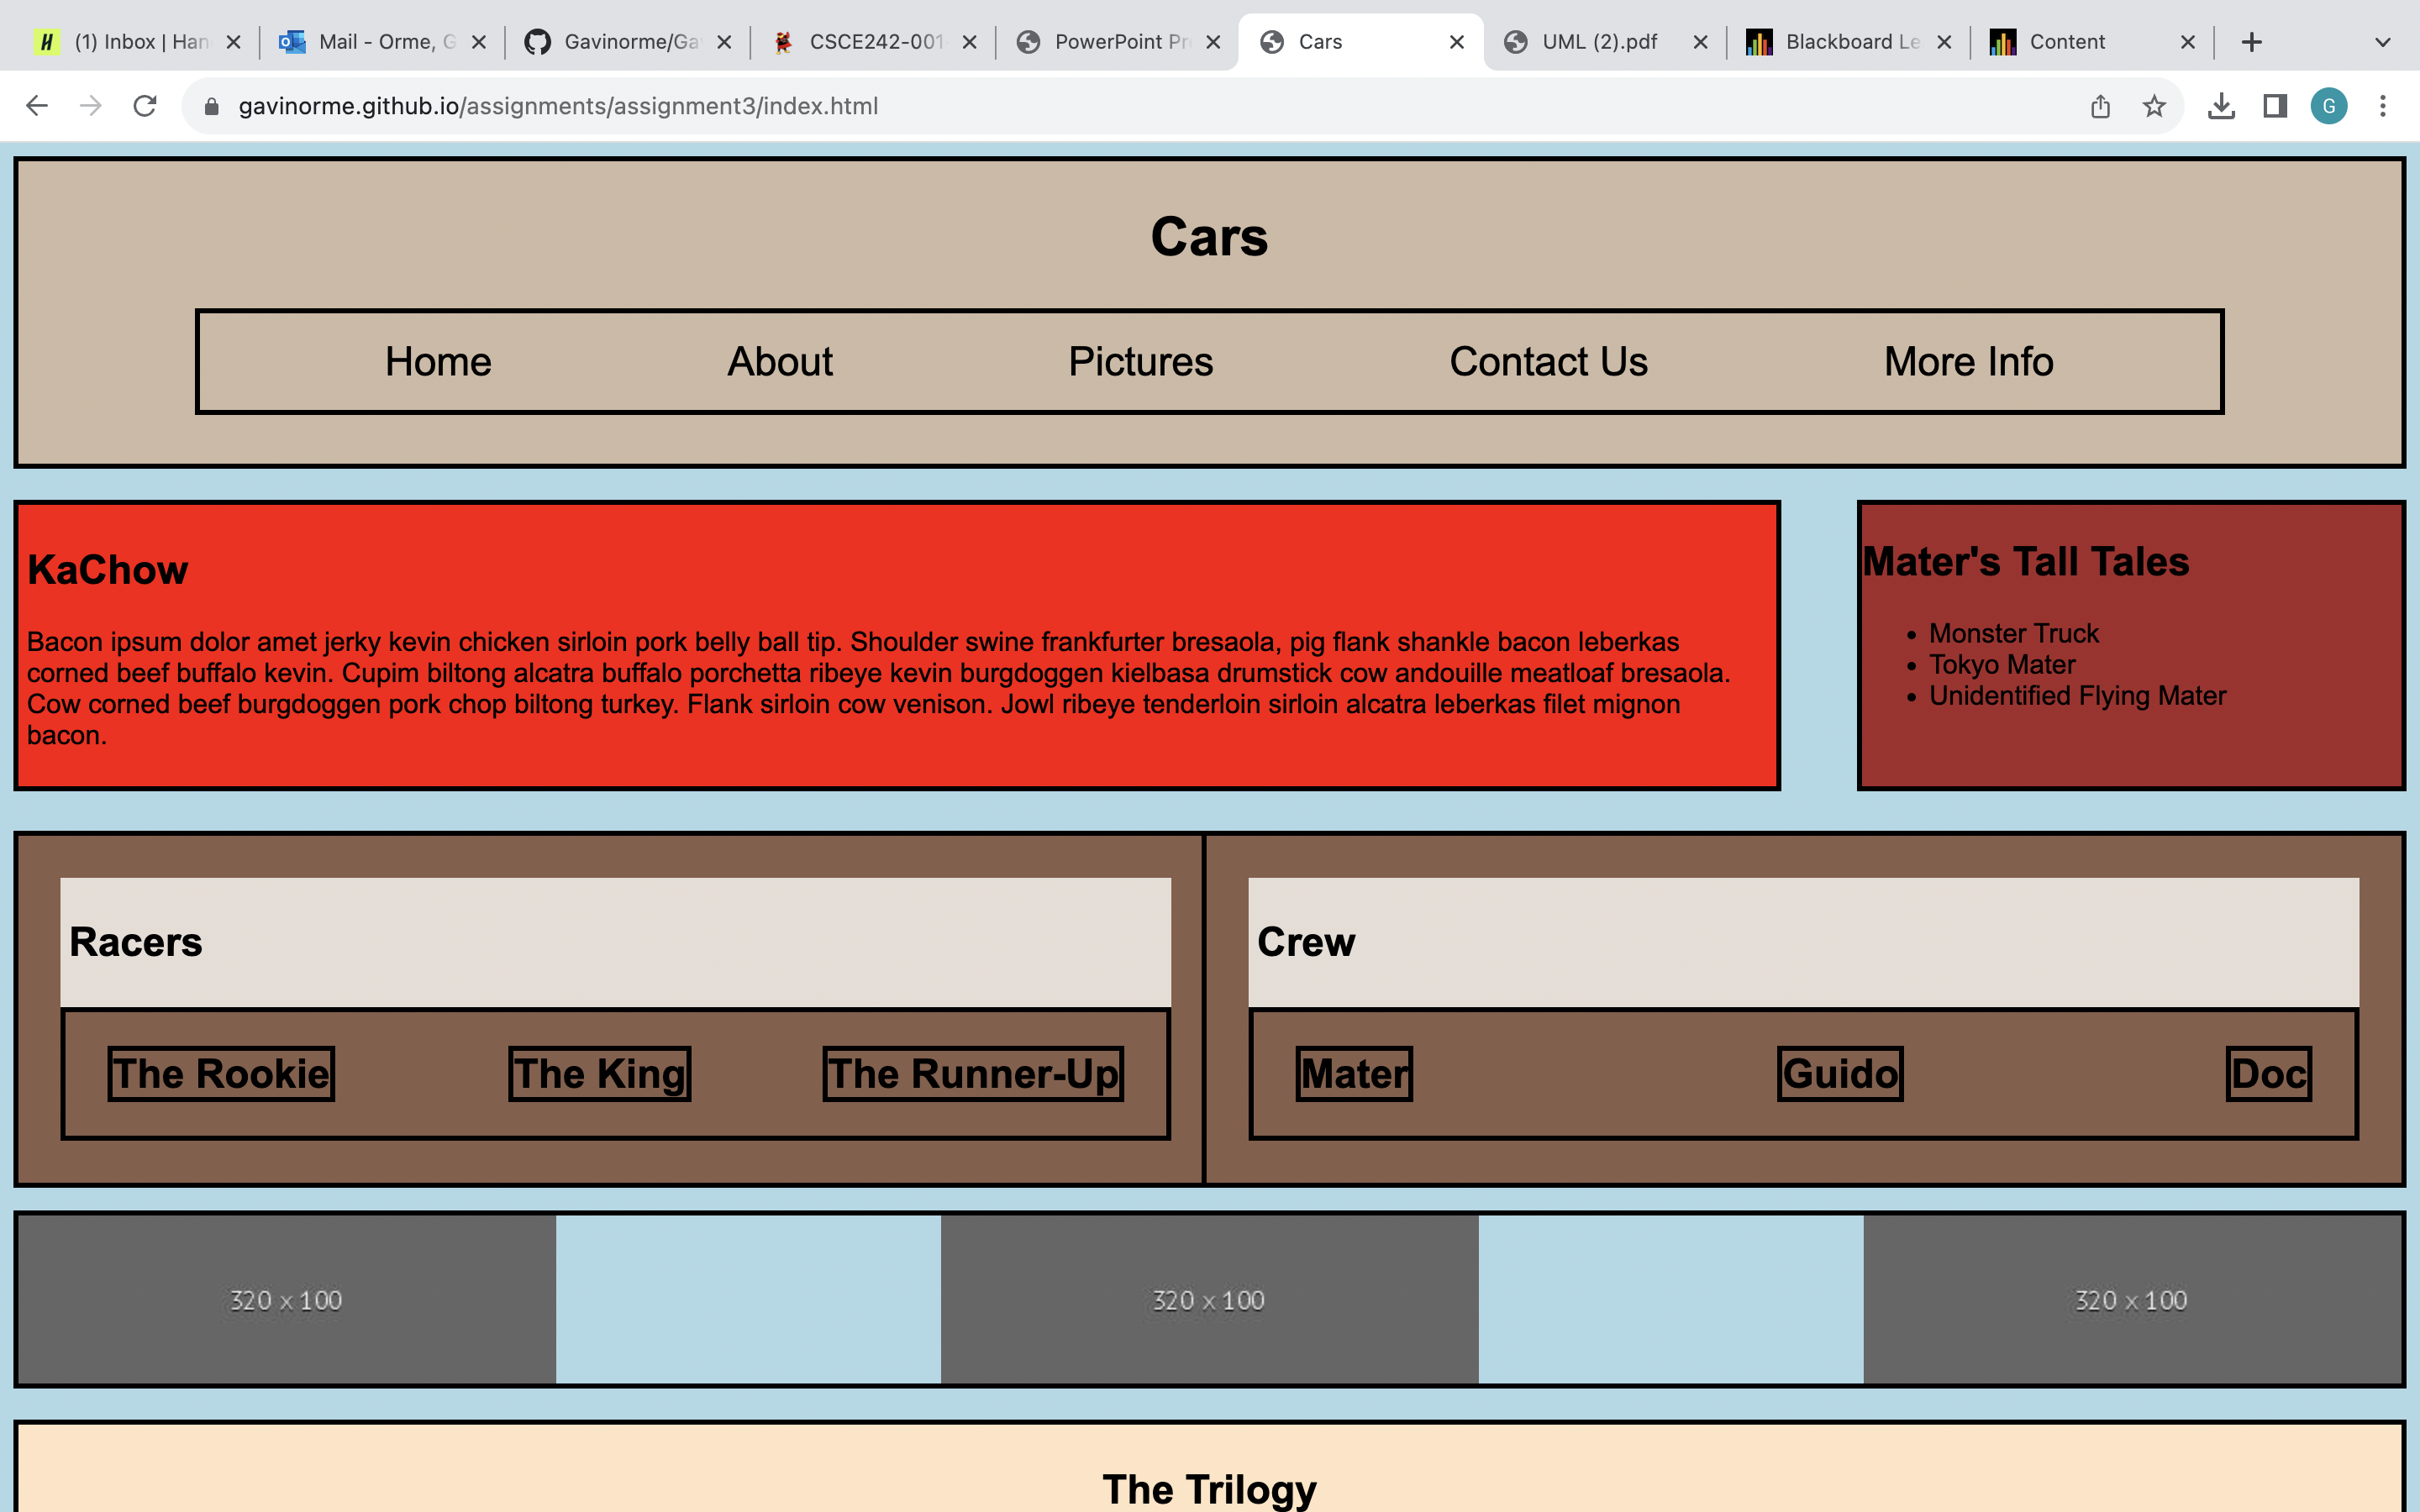 (1) Inbox | Han
Mail - Orme, G
Gavinorme/Ga
CSCE242-001
PowerPoint Pr
Cars
UML (2).pdf
Blackboard Le
Content
gavinorme.github.io/assignments/assignment3/index.html
G
Cars
Home About Pictures Contact Us More Info
KaChow
Bacon ipsum dolor amet jerky kevin chicken sirloin pork belly ball tip. Shoulder swine frankfurter bresaola, pig flank shankle bacon leberkas
corned beef buffalo kevin. Cupim biltong alcatra buffalo porchetta ribeye kevin burgdoggen kielbasa drumstick cow andouille meatloaf bresaola.
Cow corned beef burgdoggen pork chop biltong turkey. Flank sirloin cow venison. Jowl ribeye tenderloin sirloin alcatra leberkas filet mignon
bacon.
Mater's Tall Tales
• Monster Truck
• Tokyo Mater
• Unidentified Flying Mater
Racers
The Rookie The King The Runner-Up
Crew
Mater Guido Doc
320 x 100 320 x 100 320 x 100
The Trilogy